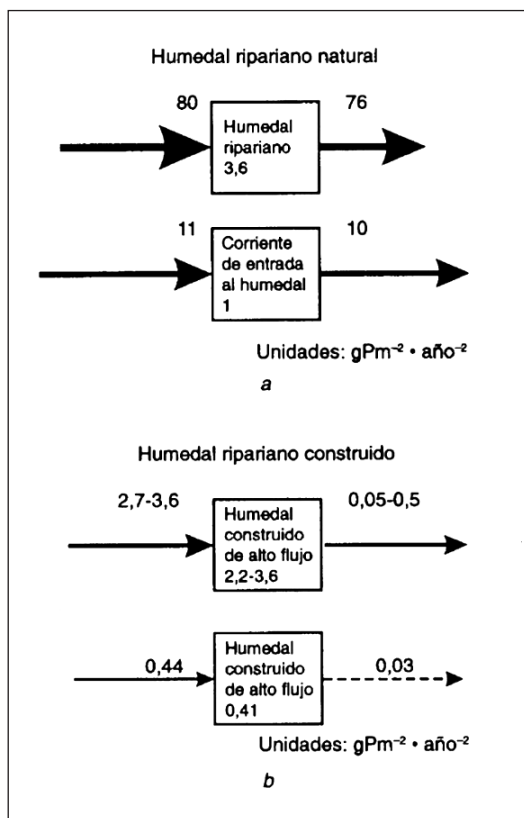 Humedal ripariano natural
80
76
Humedal
ripariano
3,6
11
10
Corriente
de entrada
al humedal
1
Unidades: gPm⁻² • año⁻²
a
Humedal ripariano construido
2,7-3,6
0,05-0,5
Humedal
construido
de alto flujo
2,2-3,6
0,44
0,03
Humedal
construido
de alto flujo
0,41
Unidades: gPm⁻² • año⁻²
b